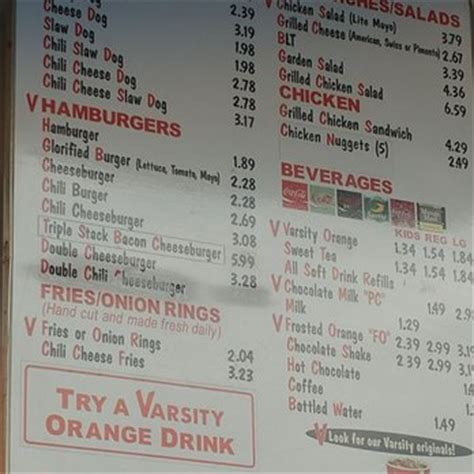 Cheese Dog 2.39
Slaw Dog 3.19
Chili Slaw Dog 1.98
Chili Cheese Dog 2.78
Chili Cheese Slaw Dog 2.78
2.78
3.17
HAMBURGERS
Hamburger
Glorified Burger (Lettuce, Tomato, Mayo) 1.89
Cheeseburger 2.28
Chili Burger 2.28
Chili Cheeseburger 2.69
Triple Stack Bacon Cheeseburger 3.08
Double Cheeseburger 5.99
Double Chili Cheeseburger 3.28
FRIES/ONION RINGS
(Hand cut and made fresh daily)
V Fries or Onion Rings 2.04
Chili Cheese Fries 3.23
TRY A VARSITY
ORANGE DRINK
/SALADS
Chicken Salad (Lite Mayo) 3.79
Grilled Cheese (American, Swiss or Pimento) 2.67
BLT 3.39
Garden Salad 4.36
Grilled Chicken Salad 6.59
CHICKEN
Grilled Chicken Sandwich 4.29
Chicken Nuggets (5) 2.49
BEVERAGES
KIDS REG LG
V Varsity Orange 1.34 1.54
Sweet Tea 1.34 1.54
All Soft Drink Refills
V Chocolate Milk "PC"
Milk 1.29
V Frosted Orange "FO" 2.39 2.99
Chocolate Shake 2.39 2.99
Hot Chocolate
Coffee
Bottled Water 1.49
V Look for our Varsity originals!